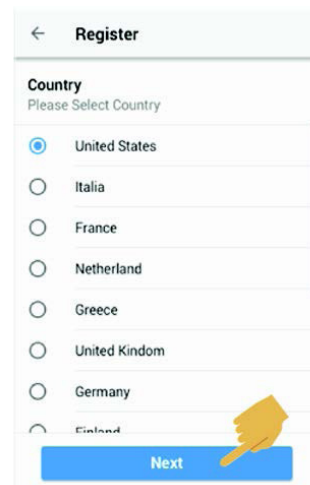 Register
Country
Please Select Country
United States
Italia
France
Netherland
Greece
United Kindom
Germany
Finland
Next